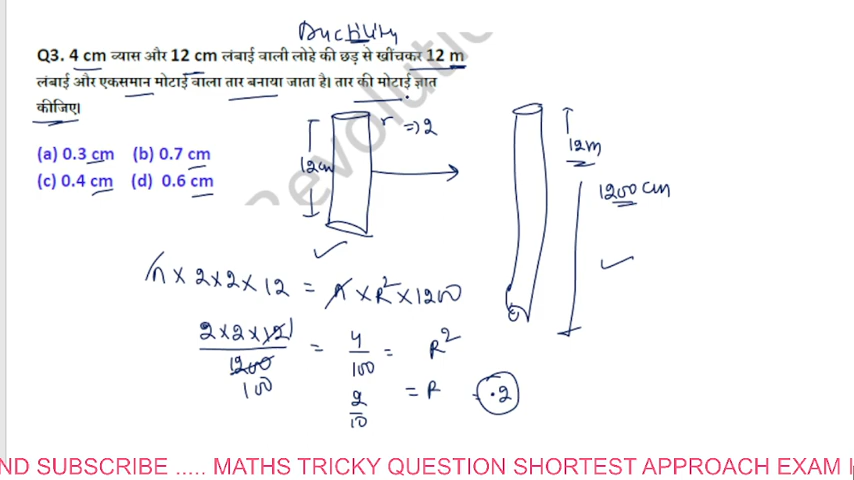 Ductility
Q3. 4 cm व्यास और 12 cm लंबाई वाली लोहे की छड़ से खींचकर 12 m
लंबाई और एकसमान मोटाई वाला तार बनाया जाता है। तार की मोटाई ज्ञात
कीजिए।
(a) 0.3 cm (b) 0.7 cm
(c) 0.4 cm (d) 0.6 cm
r => 2
12cm
12m
1200 cm
Revolution
π × 2 × 2 × 12 = π × R² × 1200
2 × 2 × 12 / 1200 = 4/100 = R²
100
2/10 = R = .2
ND SUBSCRIBE ..... MATHS TRICKY QUESTION SHORTEST APPROACH EXAM